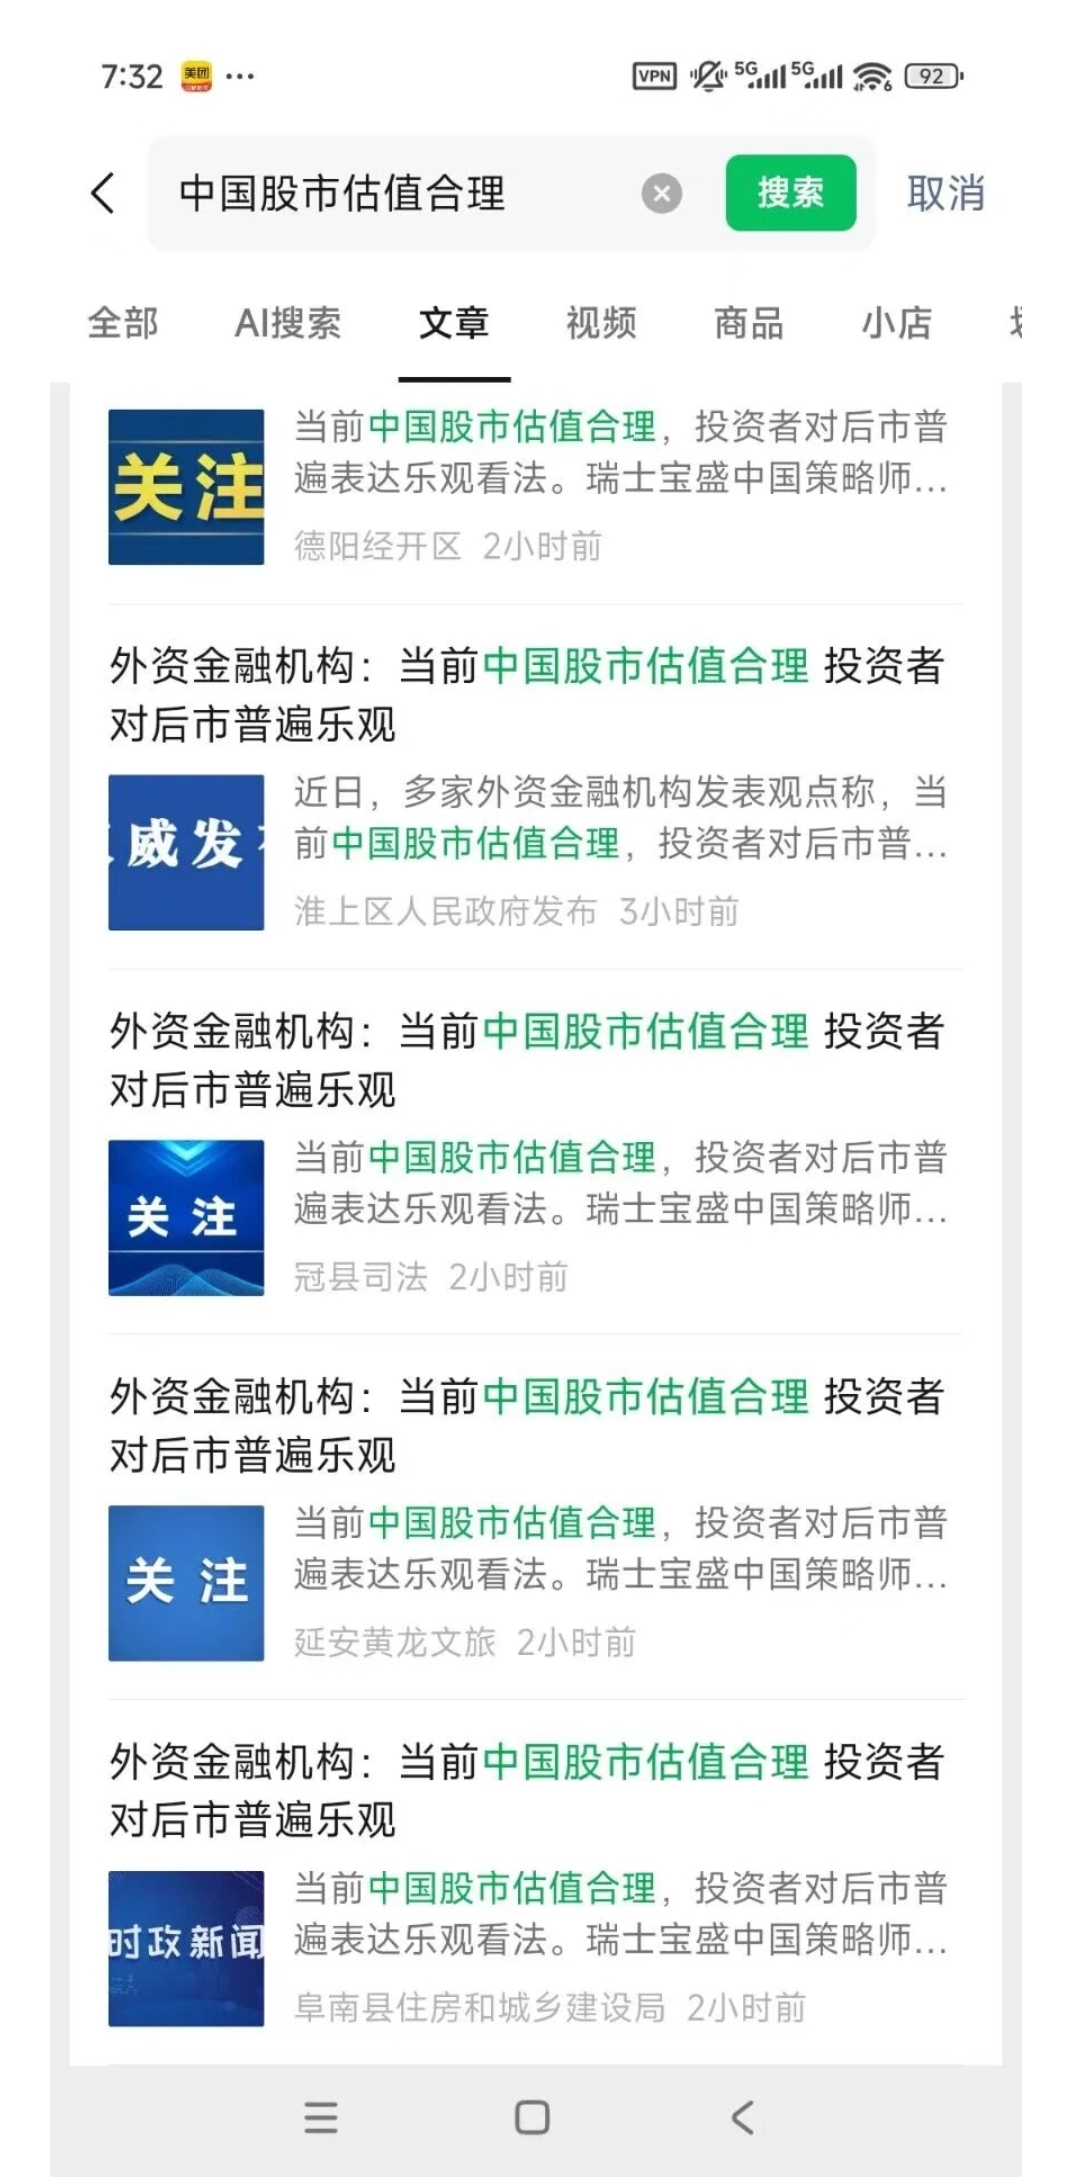 7:32 美团 ... VPN 5G 5G 6 92
中国股市估值合理 搜索 取消
全部 AI搜索 文章 视频 商品 小店
关注
当前中国股市估值合理，投资者对后市普
遍表达乐观看法。瑞士宝盛中国策略师...
德阳经开区 2小时前
外资金融机构：当前中国股市估值合理 投资者
对后市普遍乐观
威发
近日，多家外资金融机构发表观点称，当
前中国股市估值合理，投资者对后市普...
淮上区人民政府发布 3小时前
外资金融机构：当前中国股市估值合理 投资者
对后市普遍乐观
关注
当前中国股市估值合理，投资者对后市普
遍表达乐观看法。瑞士宝盛中国策略师...
冠县司法 2小时前
外资金融机构：当前中国股市估值合理 投资者
对后市普遍乐观
关注
当前中国股市估值合理，投资者对后市普
遍表达乐观看法。瑞士宝盛中国策略师...
延安黄龙文旅 2小时前
外资金融机构：当前中国股市估值合理 投资者
对后市普遍乐观
时政新闻
当前中国股市估值合理，投资者对后市普
遍表达乐观看法。瑞士宝盛中国策略师...
阜南县住房和城乡建设局 2小时前